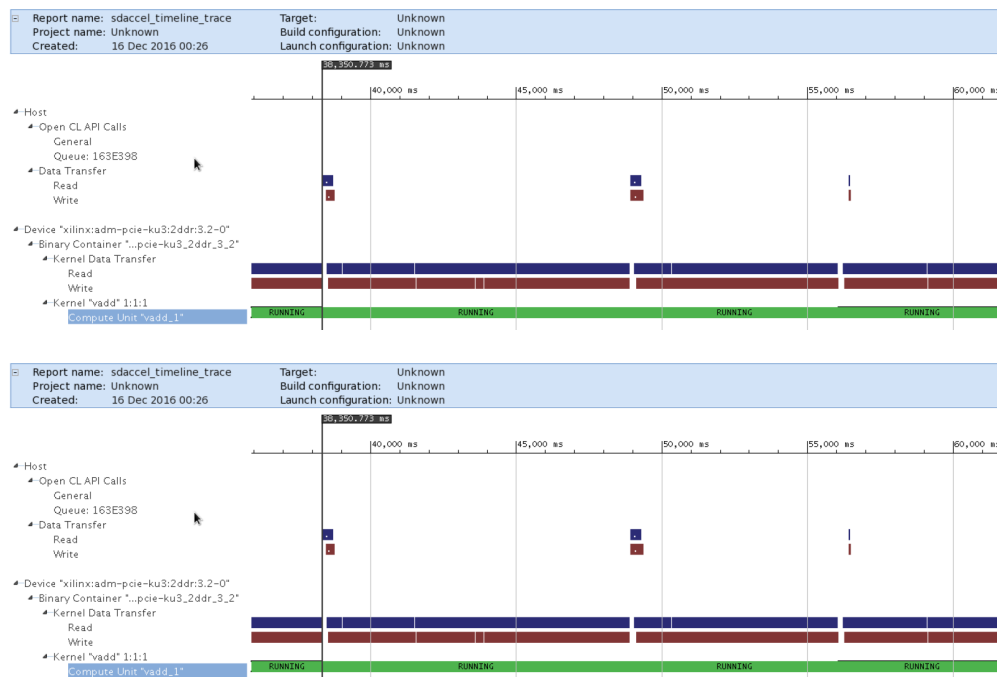 Report name: sdaccel_timeline_trace Target: Unknown
Project name: Unknown Build configuration: Unknown
Created: 16 Dec 2016 00:26 Launch configuration: Unknown
38,350.773 ms
40,000 ms 45,000 ms 50,000 ms 55,000 ms 60,000 m
Host
Open CL API Calls
General
Queue: 163E398
Data Transfer
Read
Write
Device "xilinx:adm-pcie-ku3:2ddr:3.2-0"
Binary Container "...pcie-ku3_2ddr_3_2"
Kernel Data Transfer
Read
Write
Kernel "vadd" 1:1:1
Compute Unit "vadd_1" RUNNING RUNNING RUNNING RUNNING
Report name: sdaccel_timeline_trace Target: Unknown
Project name: Unknown Build configuration: Unknown
Created: 16 Dec 2016 00:26 Launch configuration: Unknown
38,350.773 ms
40,000 ms 45,000 ms 50,000 ms 55,000 ms 60,000 m
Host
Open CL API Calls
General
Queue: 163E398
Data Transfer
Read
Write
Device "xilinx:adm-pcie-ku3:2ddr:3.2-0"
Binary Container "...pcie-ku3_2ddr_3_2"
Kernel Data Transfer
Read
Write
Kernel "vadd" 1:1:1
Compute Unit "vadd_1" RUNNING RUNNING RUNNING RUNNING